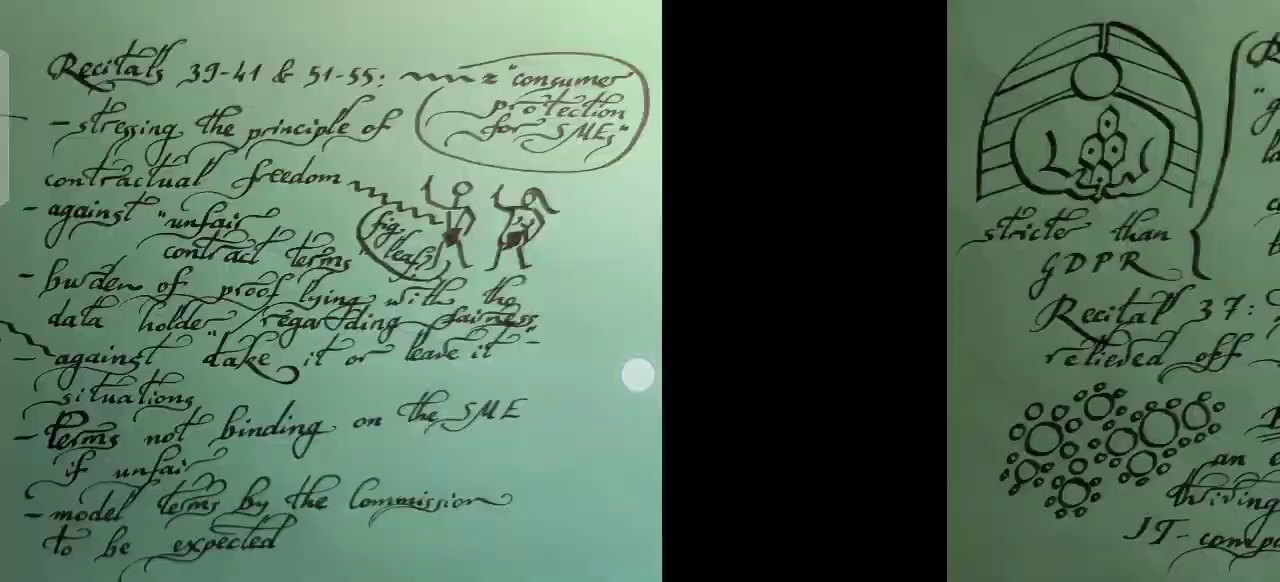 Recitals 39-41 & 51-55:
"consumer
protection
for SMEs"
- stressing the principle of
contractual freedom
- against "unfair
contract terms"
fig
leafs
- burden of proof lying with the
data holder regarding fairness
- against "take it or leave it"-
situations
- Terms not binding on the SME
if unfair
- model terms by the Commission
to be expected
stricter than
GDPR
Recital 37:
relieved off
an
thriving
IT-